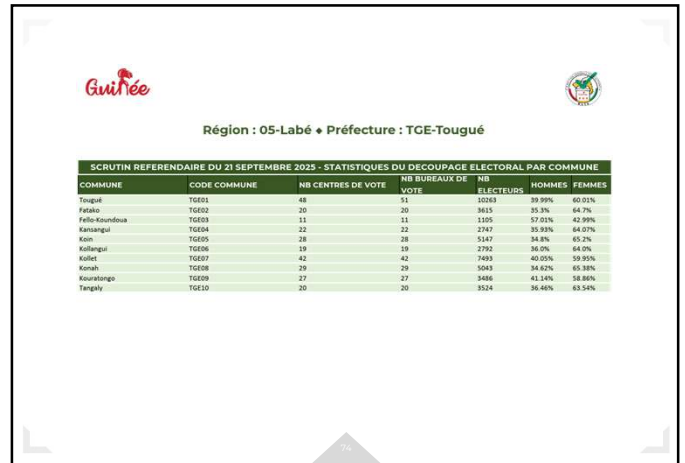 Guinée
Région : 05-Labé ◆ Préfecture : TGE-Tougué
SCRUTIN REFERENDAIRE DU 21 SEPTEMBRE 2025 - STATISTIQUES DU DECOUPAGE ELECTORAL PAR COMMUNE
COMMUNE CODE COMMUNE NB CENTRES DE VOTE NB BUREAUX DE VOTE NB ELECTEURS HOMMES FEMMES
Tougué TGE01 48 51 10263 39.99% 60.01%
Fatako TGE02 20 20 3615 35.3% 64.7%
Fello-Koundoua TGE03 11 11 1105 57.01% 42.99%
Kansangui TGE04 22 22 2747 35.93% 64.07%
Koin TGE05 28 28 5147 34.8% 65.2%
Kollangui TGE06 19 19 2792 36.0% 64.0%
Kollet TGE07 42 42 7493 40.05% 59.95%
Konah TGE08 29 29 5043 34.62% 65.38%
Kouratongo TGE09 27 27 3486 41.14% 58.86%
Tangaly TGE10 20 20 3524 36.46% 63.54%
74